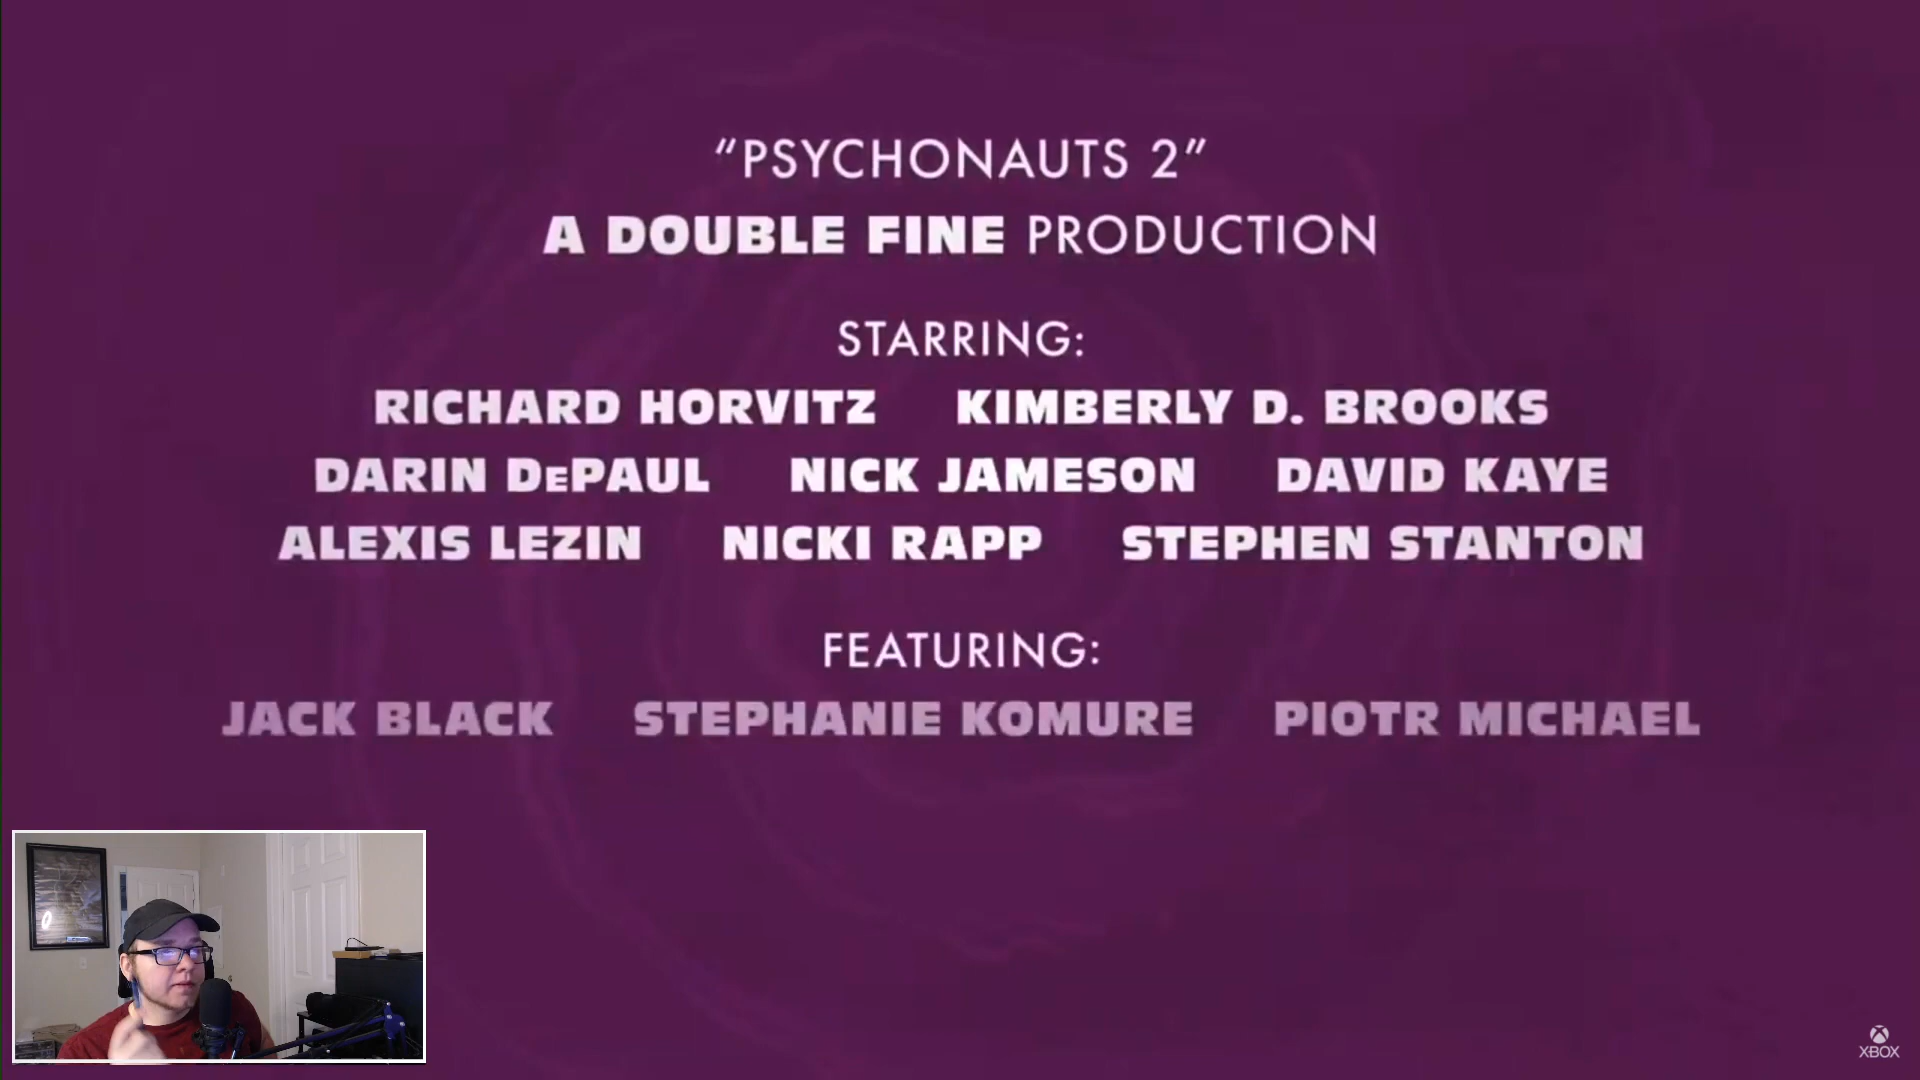 “PSYCHONAUTS 2”
A DOUBLE FINE PRODUCTION
STARRING:
RICHARD HORVITZ KIMBERLY D. BROOKS
DARIN DePAUL NICK JAMESON DAVID KAYE
ALEXIS LEZIN NICKI RAPP STEPHEN STANTON
FEATURING:
JACK BLACK STEPHANIE KOMURE PIOTR MICHAEL
XBOX